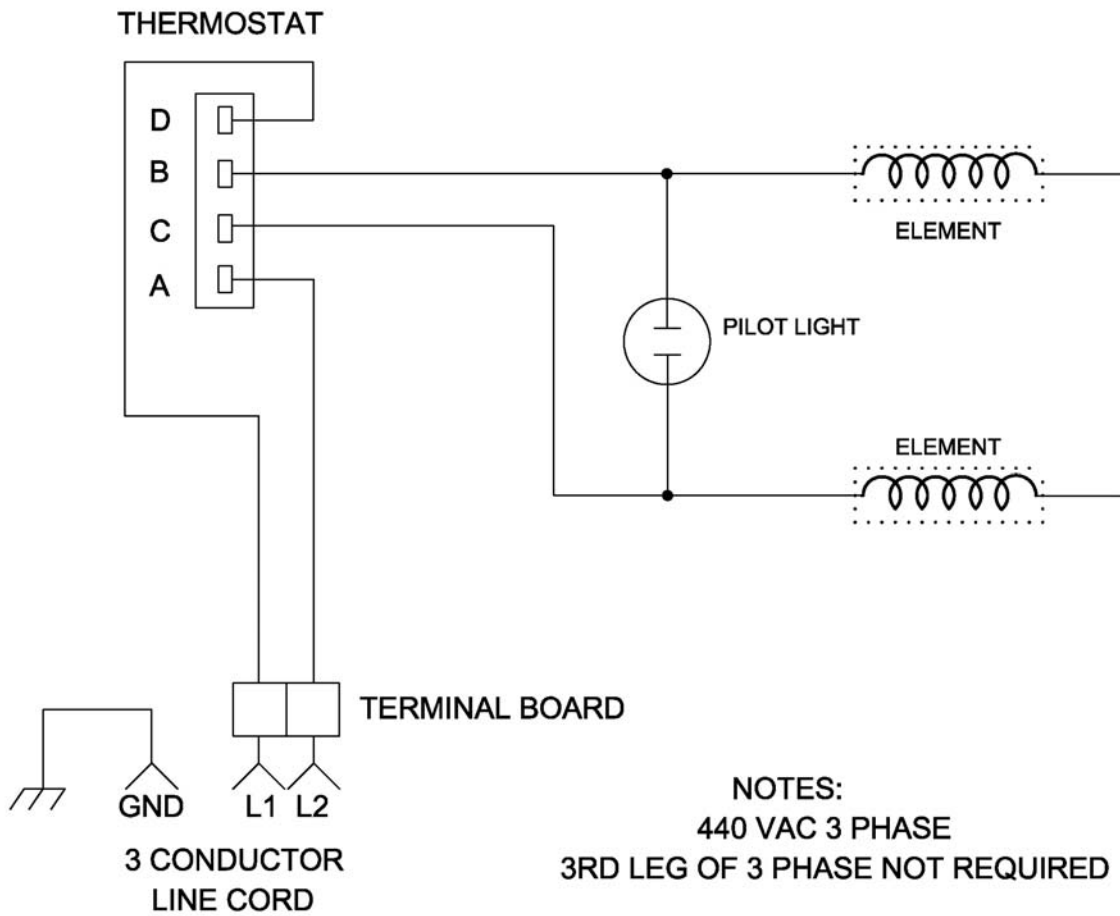 THERMOSTAT
D
B
C
A
ELEMENT
PILOT LIGHT
ELEMENT
TERMINAL BOARD
GND
L1
L2
3 CONDUCTOR
LINE CORD
NOTES:
440 VAC 3 PHASE
3RD LEG OF 3 PHASE NOT REQUIRED